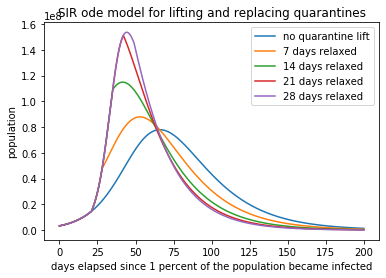 SIR ode model for lifting and replacing quarantines
1e8
no quarantine lift
7 days relaxed
14 days relaxed
21 days relaxed
28 days relaxed
1.6
1.4
1.2
1.0
0.8
0.6
0.4
0.2
0.0
population
0 25 50 75 100 125 150 175 200
days elapsed since 1 percent of the population became infected